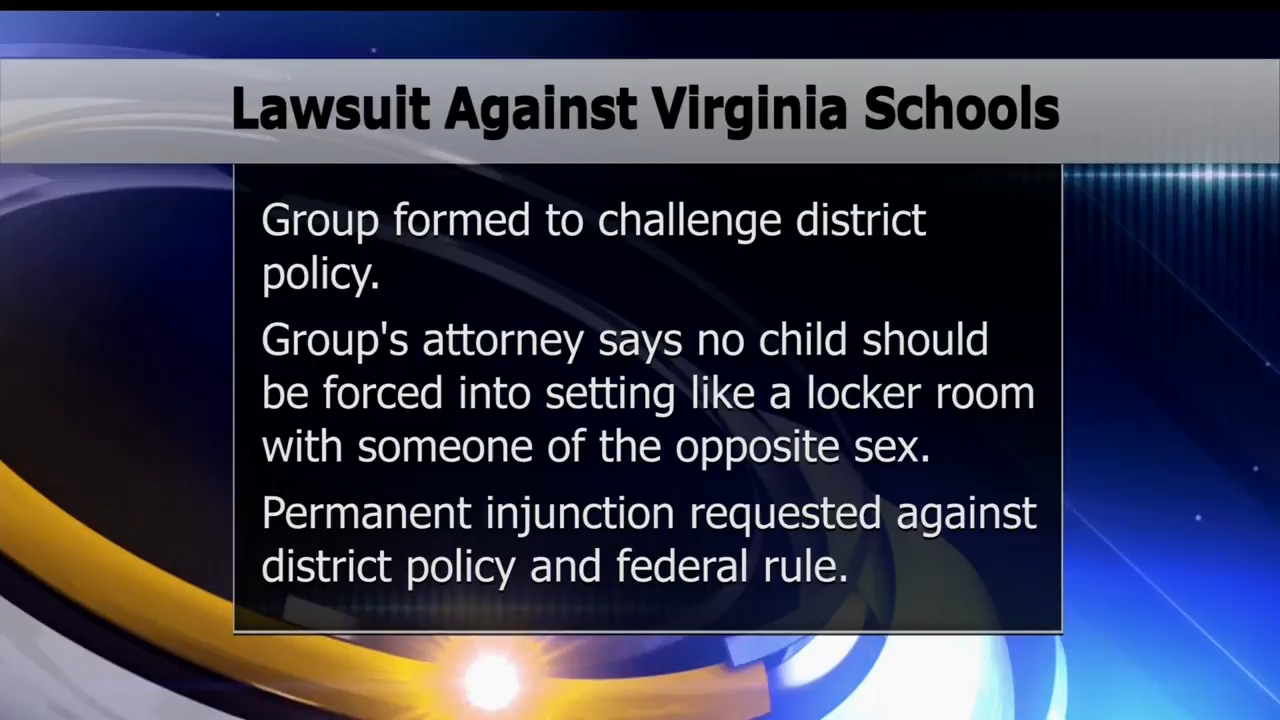 Lawsuit Against Virginia Schools
Group formed to challenge district
policy.
Group's attorney says no child should
be forced into setting like a locker room
with someone of the opposite sex.
Permanent injunction requested against
district policy and federal rule.